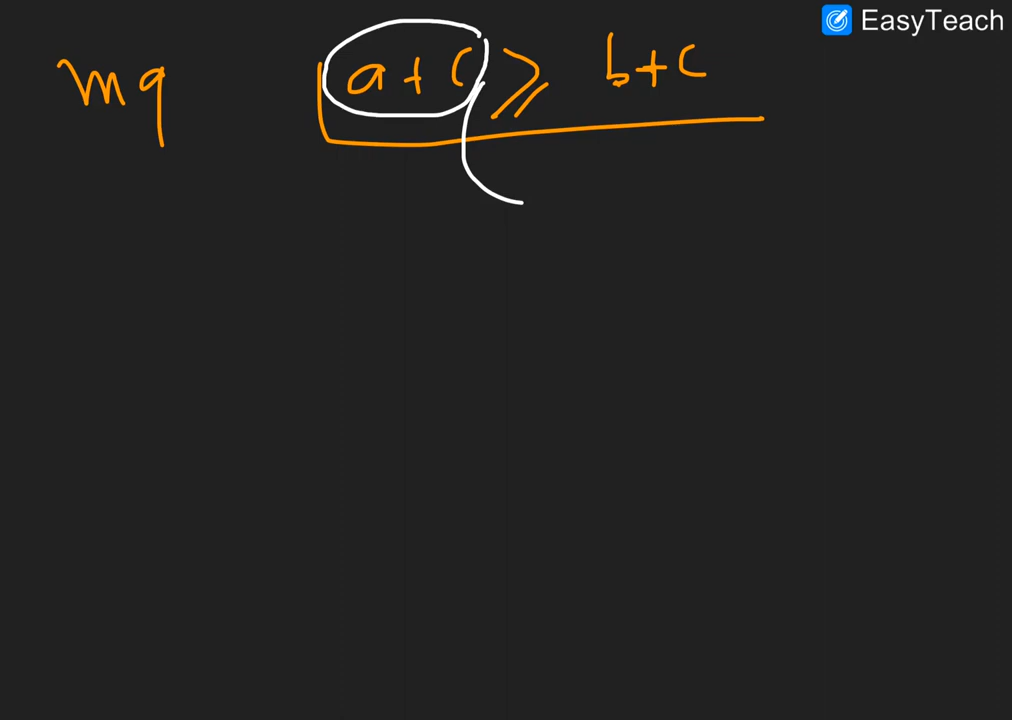 EasyTeach
mq a + c ⩾ b + c